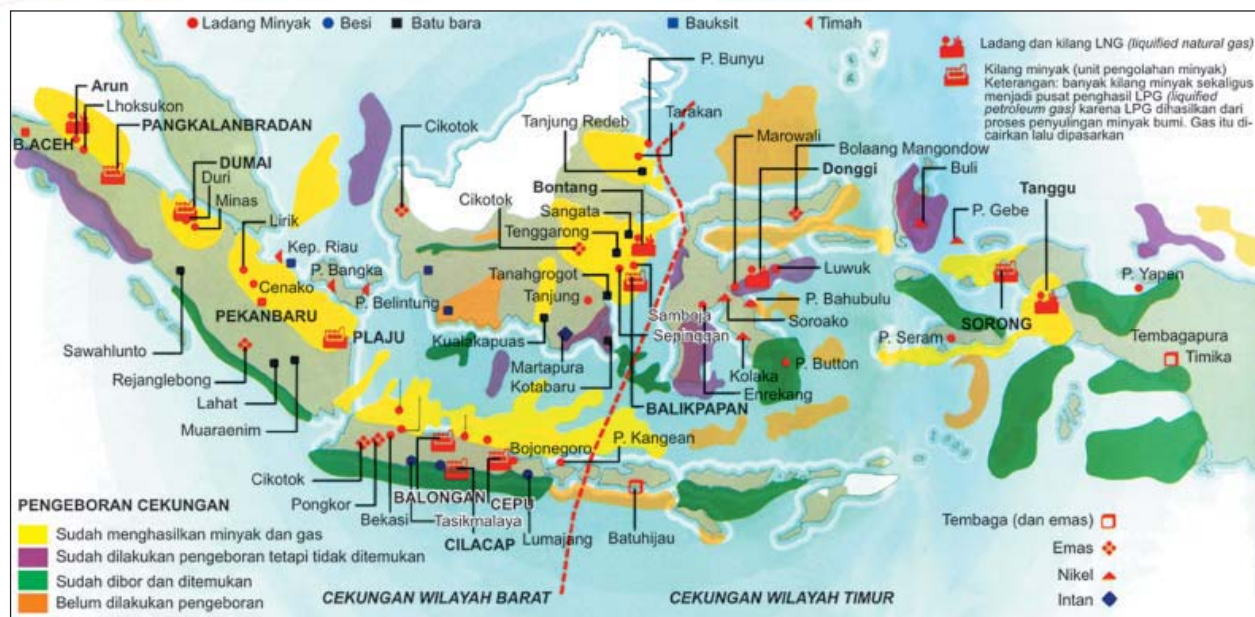 Ladang Minyak
Besi
Batu bara
Bauksit
Timah
Ladang dan kilang LNG (liquified natural gas)
Kilang minyak (unit pengolahan minyak)
Keterangan: banyak kilang minyak sekaligus
menjadi pusat penghasil LPG (liquified
petroleum gas) karena LPG dihasilkan dari
proses penyulingan minyak bumi. Gas itu di-
cairkan lalu dipasarkan
Arun
Lhoksukon
PANGKALANBRADAN
B.ACEH
DUMAI
Duri
Minas
Lirik
Kep. Riau
P. Bangka
P. Belintung
Cenako
PEKANBARU
PLAJU
Sawahlunto
Rejanglebong
Lahat
Muaraenim
Cikotok
P. Bunyu
Tarakan
Tanjung Redeb
Bontang
Cikotok
Sangata
Tenggarong
Tanahgrogot
Tanjung
Kualakapuas
Samboja
Sepinggan
Martapura
Kotabaru
BALIKPAPAN
Marowali
Bolaang Mangondow
Donggi
Buli
P. Gebe
Tanggu
Luwuk
P. Bahubulu
Soroako
Kolaka
Enrekang
P. Button
P. Seram
SORONG
P. Yapen
Tembagapura
Timika
Cikotok
Pongkor
Bekasi
BALONGAN
Tasikmalaya
CILACAP
CEPU
Bojonegoro
Lumajang
P. Kangean
Batuhijau
PENGEBORAN CEKUNGAN
Sudah menghasilkan minyak dan gas
Sudah dilakukan pengeboran tetapi tidak ditemukan
Sudah dibor dan ditemukan
Belum dilakukan pengeboran
CEKUNGAN WILAYAH BARAT
CEKUNGAN WILAYAH TIMUR
Tembaga (dan emas)
Emas
Nikel
Intan